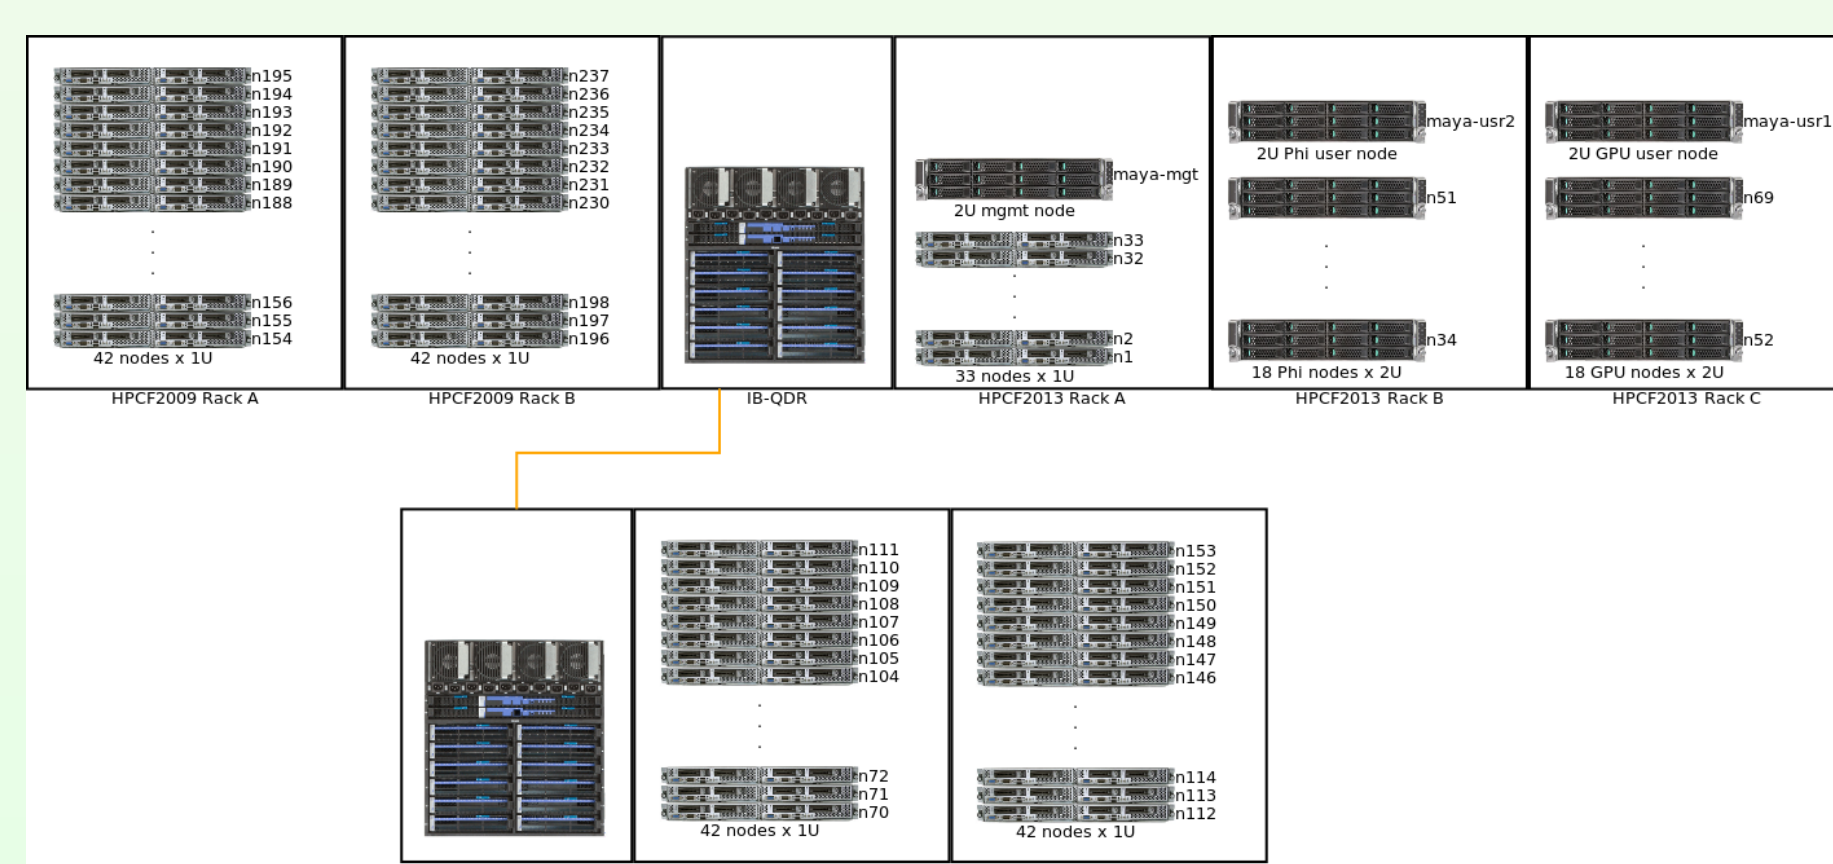 n195
n194
n193
n192
n191
n190
n189
n188
.
.
.
n156
n155
n154
42 nodes x 1U
HPCF2009 Rack A
n237
n236
n235
n234
n233
n232
n231
n230
.
.
.
n198
n197
n196
42 nodes x 1U
HPCF2009 Rack B
IB-QDR
maya-mgt
2U mgmt node
n33
n32
.
.
.
n2
n1
33 nodes x 1U
HPCF2013 Rack A
maya-usr2
2U Phi user node
n51
.
.
.
n34
18 Phi nodes x 2U
HPCF2013 Rack B
maya-usr1
2U GPU user node
n69
.
.
.
n52
18 GPU nodes x 2U
HPCF2013 Rack C
n111
n110
n109
n108
n107
n106
n105
n104
.
.
.
n72
n71
n70
42 nodes x 1U
n153
n152
n151
n150
n149
n148
n147
n146
.
.
.
n114
n113
n112
42 nodes x 1U